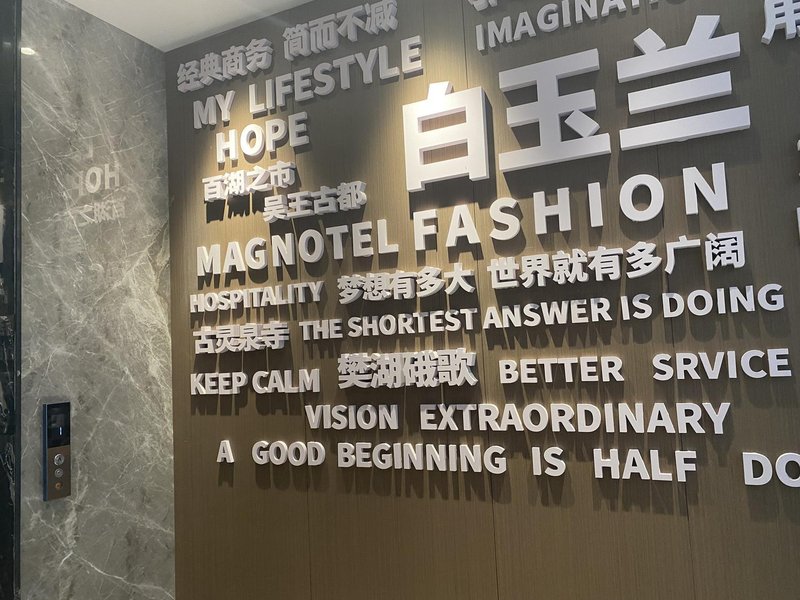 IMAGINATI
经典商务 简而不减
MY LIFESTYLE
白玉兰
HOPE
百湖之市
吴王古都
MAGNOTEL FASHION
HOSPITALITY 梦想有多大 世界就有多广阔
古灵泉寺 THE SHORTEST ANSWER IS DOING
KEEP CALM 樊湖硪歌 BETTER SRVICE
VISION EXTRAORDINARY
A GOOD BEGINNING IS HALF DO